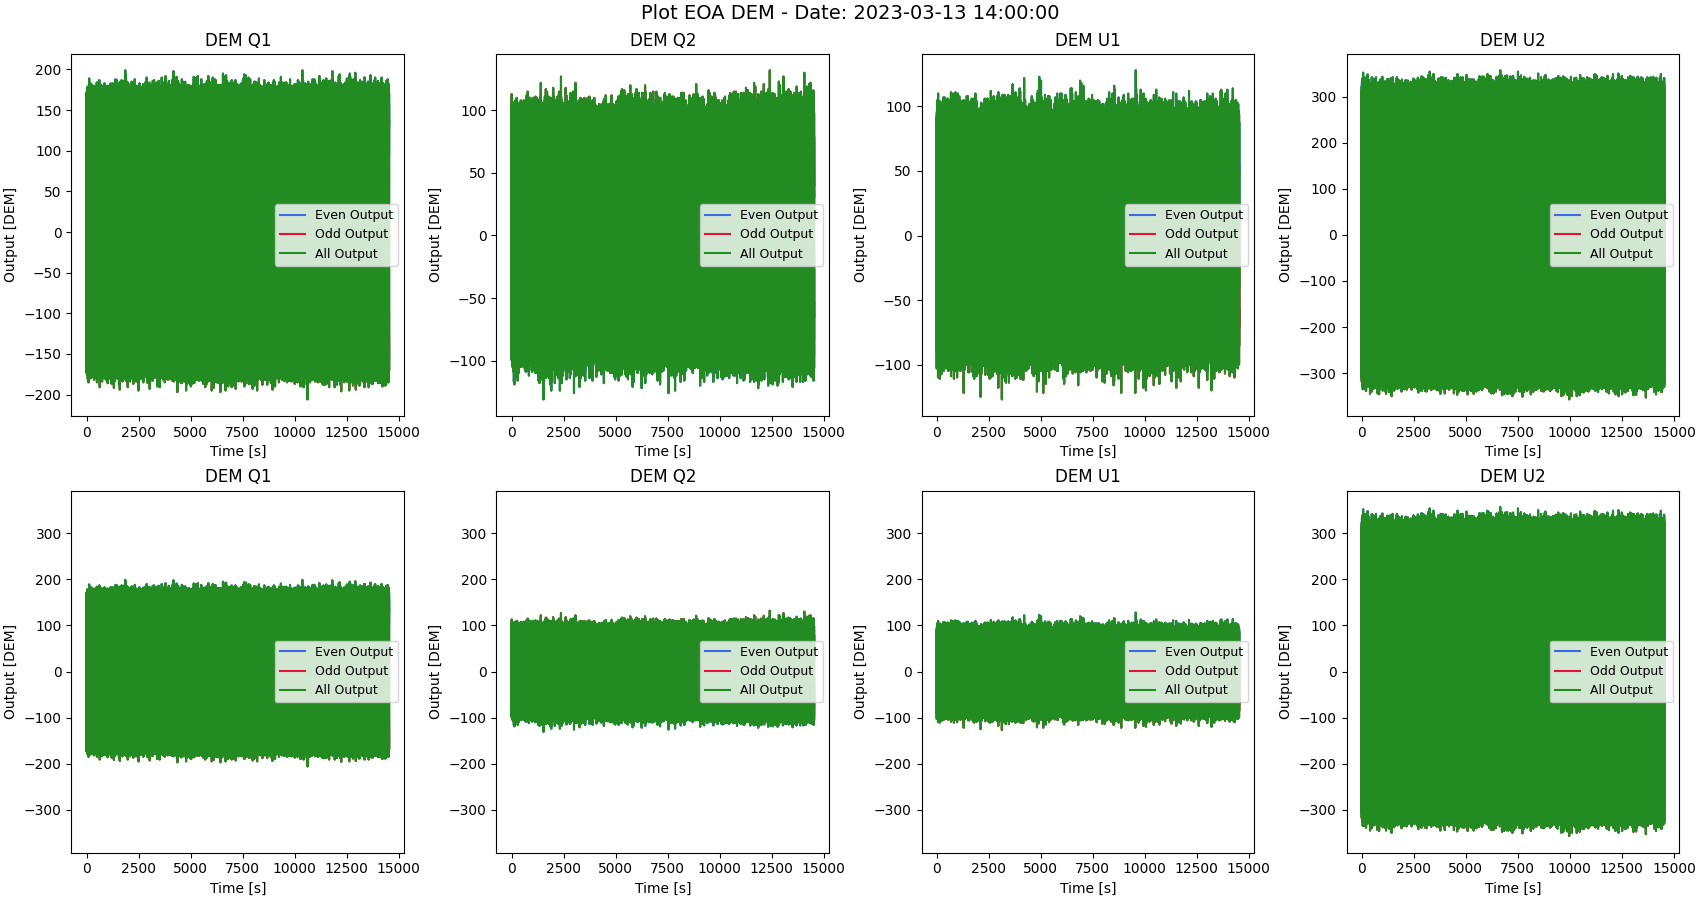 Plot EOA DEM - Date: 2023-03-13 14:00:00
DEM Q1
DEM Q2
DEM U1
DEM U2
Output [DEM]
200
150
100
50
0
−50
−100
−150
−200
Even Output
Odd Output
All Output
0 2500 5000 7500 10000 12500 15000
Time [s]
Output [DEM]
100
50
0
−50
−100
Even Output
Odd Output
All Output
0 2500 5000 7500 10000 12500 15000
Time [s]
Output [DEM]
100
50
0
−50
−100
Even Output
Odd Output
All Output
0 2500 5000 7500 10000 12500 15000
Time [s]
Output [DEM]
300
200
100
0
−100
−200
−300
Even Output
Odd Output
All Output
0 2500 5000 7500 10000 12500 15000
Time [s]
DEM Q1
DEM Q2
DEM U1
DEM U2
Output [DEM]
300
200
100
0
−100
−200
−300
Even Output
Odd Output
All Output
0 2500 5000 7500 10000 12500 15000
Time [s]
Output [DEM]
300
200
100
0
−100
−200
−300
Even Output
Odd Output
All Output
0 2500 5000 7500 10000 12500 15000
Time [s]
Output [DEM]
300
200
100
0
−100
−200
−300
Even Output
Odd Output
All Output
0 2500 5000 7500 10000 12500 15000
Time [s]
Output [DEM]
300
200
100
0
−100
−200
−300
Even Output
Odd Output
All Output
0 2500 5000 7500 10000 12500 15000
Time [s]